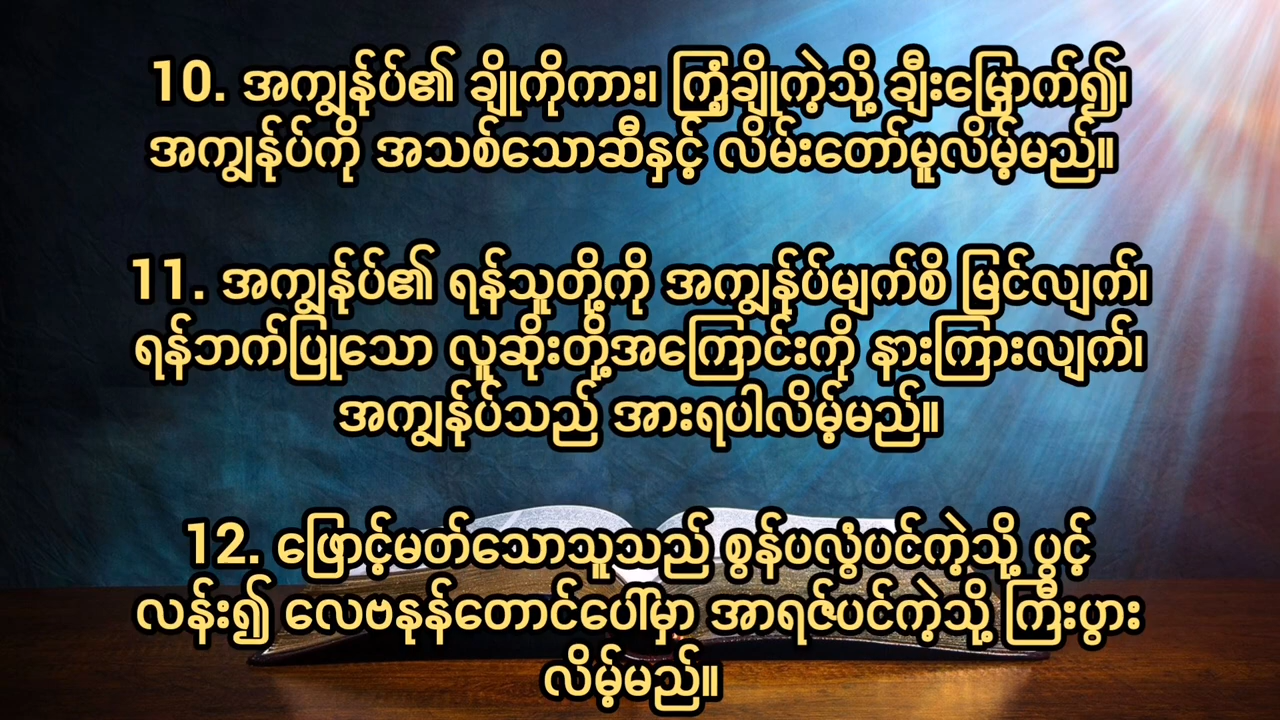 10. အကျွန်ုပ်၏ ချိုကိုကား၊ ကြံ့ချိုကဲ့သို့ ချီးမြှောက်၍၊
အကျွန်ုပ်ကို အသစ်သောဆီနှင့် လိမ်းတော်မူလိမ့်မည်။
11. အကျွန်ုပ်၏ ရန်သူတို့ကို အကျွန်ုပ်မျက်စိ မြင်လျက်၊
ရန်ဘက်ပြုသော လူဆိုးတို့အကြောင်းကို နားကြားလျက်၊
အကျွန်ုပ်သည် အားရပါလိမ့်မည်။
12. ဖြောင့်မတ်သောသူသည် စွန်ပလွံပင်ကဲ့သို့ ပွင့်
လန်း၍ လေဗနုန်တောင်ပေါ်မှာ အာရဇ်ပင်ကဲ့သို့ ကြီးပွား
လိမ့်မည်။